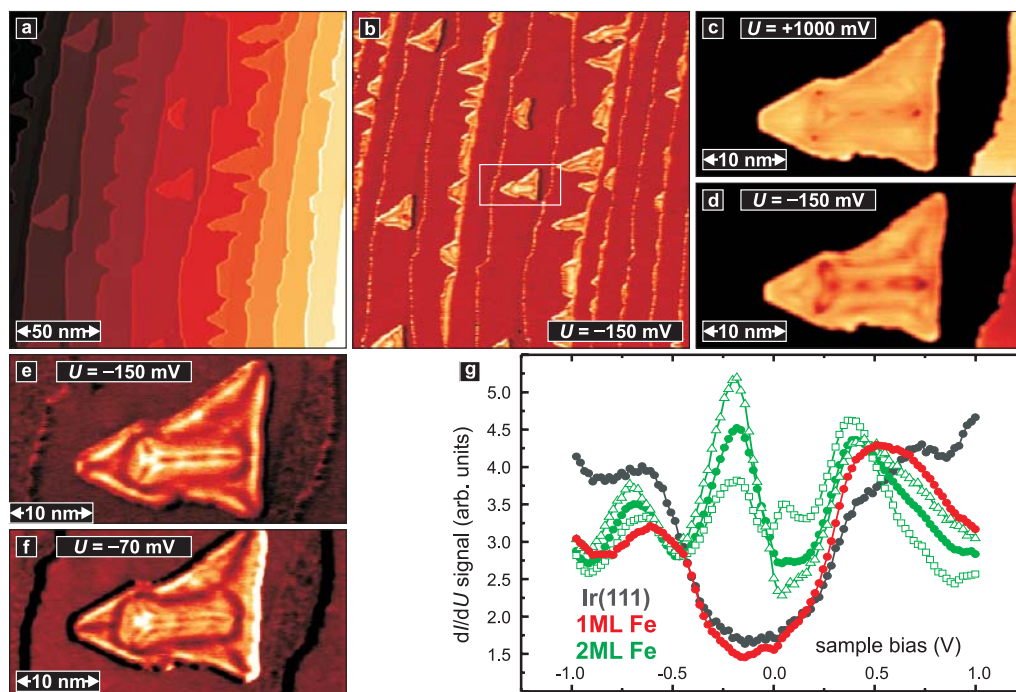 a
50 nm
b
U = −150 mV
c
U = +1000 mV
10 nm
d
U = −150 mV
10 nm
e
U = −150 mV
10 nm
f
U = −70 mV
10 nm
g
dI/dU signal (arb. units)
5.0
4.5
4.0
3.5
3.0
2.5
2.0
1.5
Ir(111)
1ML Fe
2ML Fe
sample bias (V)
-1.0
-0.5
0.0
0.5
1.0